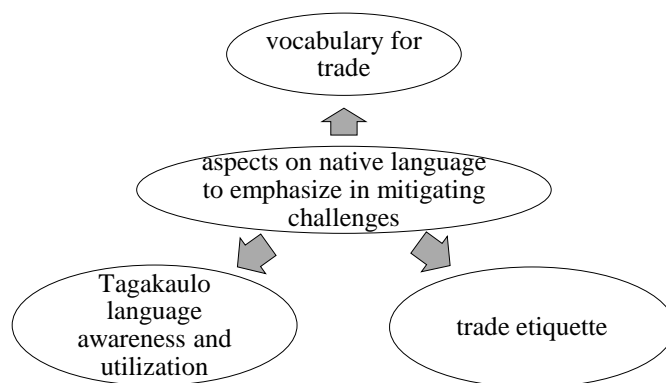 vocabulary for
trade
aspects on native language
to emphasize in mitigating
challenges
Tagakaulo
language
awareness and
utilization
trade etiquette